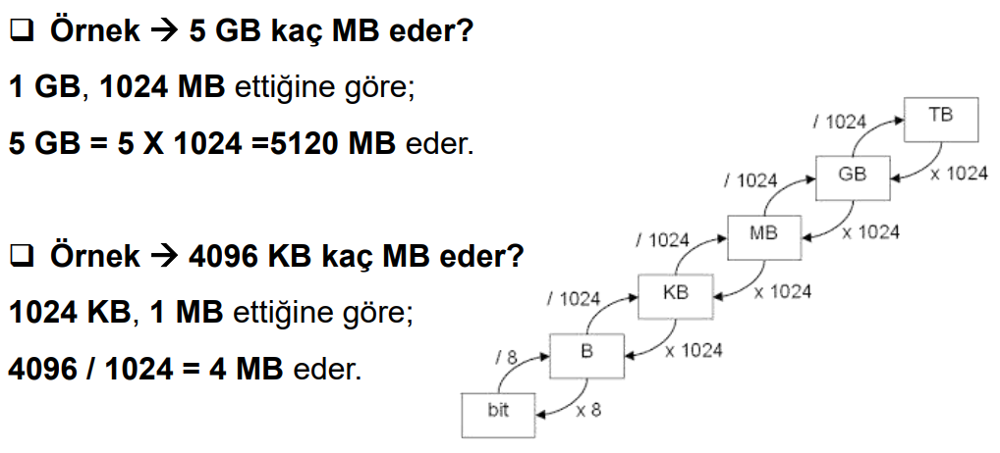 ❑ Örnek → 5 GB kaç MB eder?
1 GB, 1024 MB ettiğine göre;
5 GB = 5 X 1024 =5120 MB eder.
❑ Örnek → 4096 KB kaç MB eder?
1024 KB, 1 MB ettiğine göre;
4096 / 1024 = 4 MB eder.
TB
/ 1024
x 1024
GB
/ 1024
x 1024
MB
/ 1024
x 1024
KB
/ 1024
x 1024
B
/ 8
x 8
bit